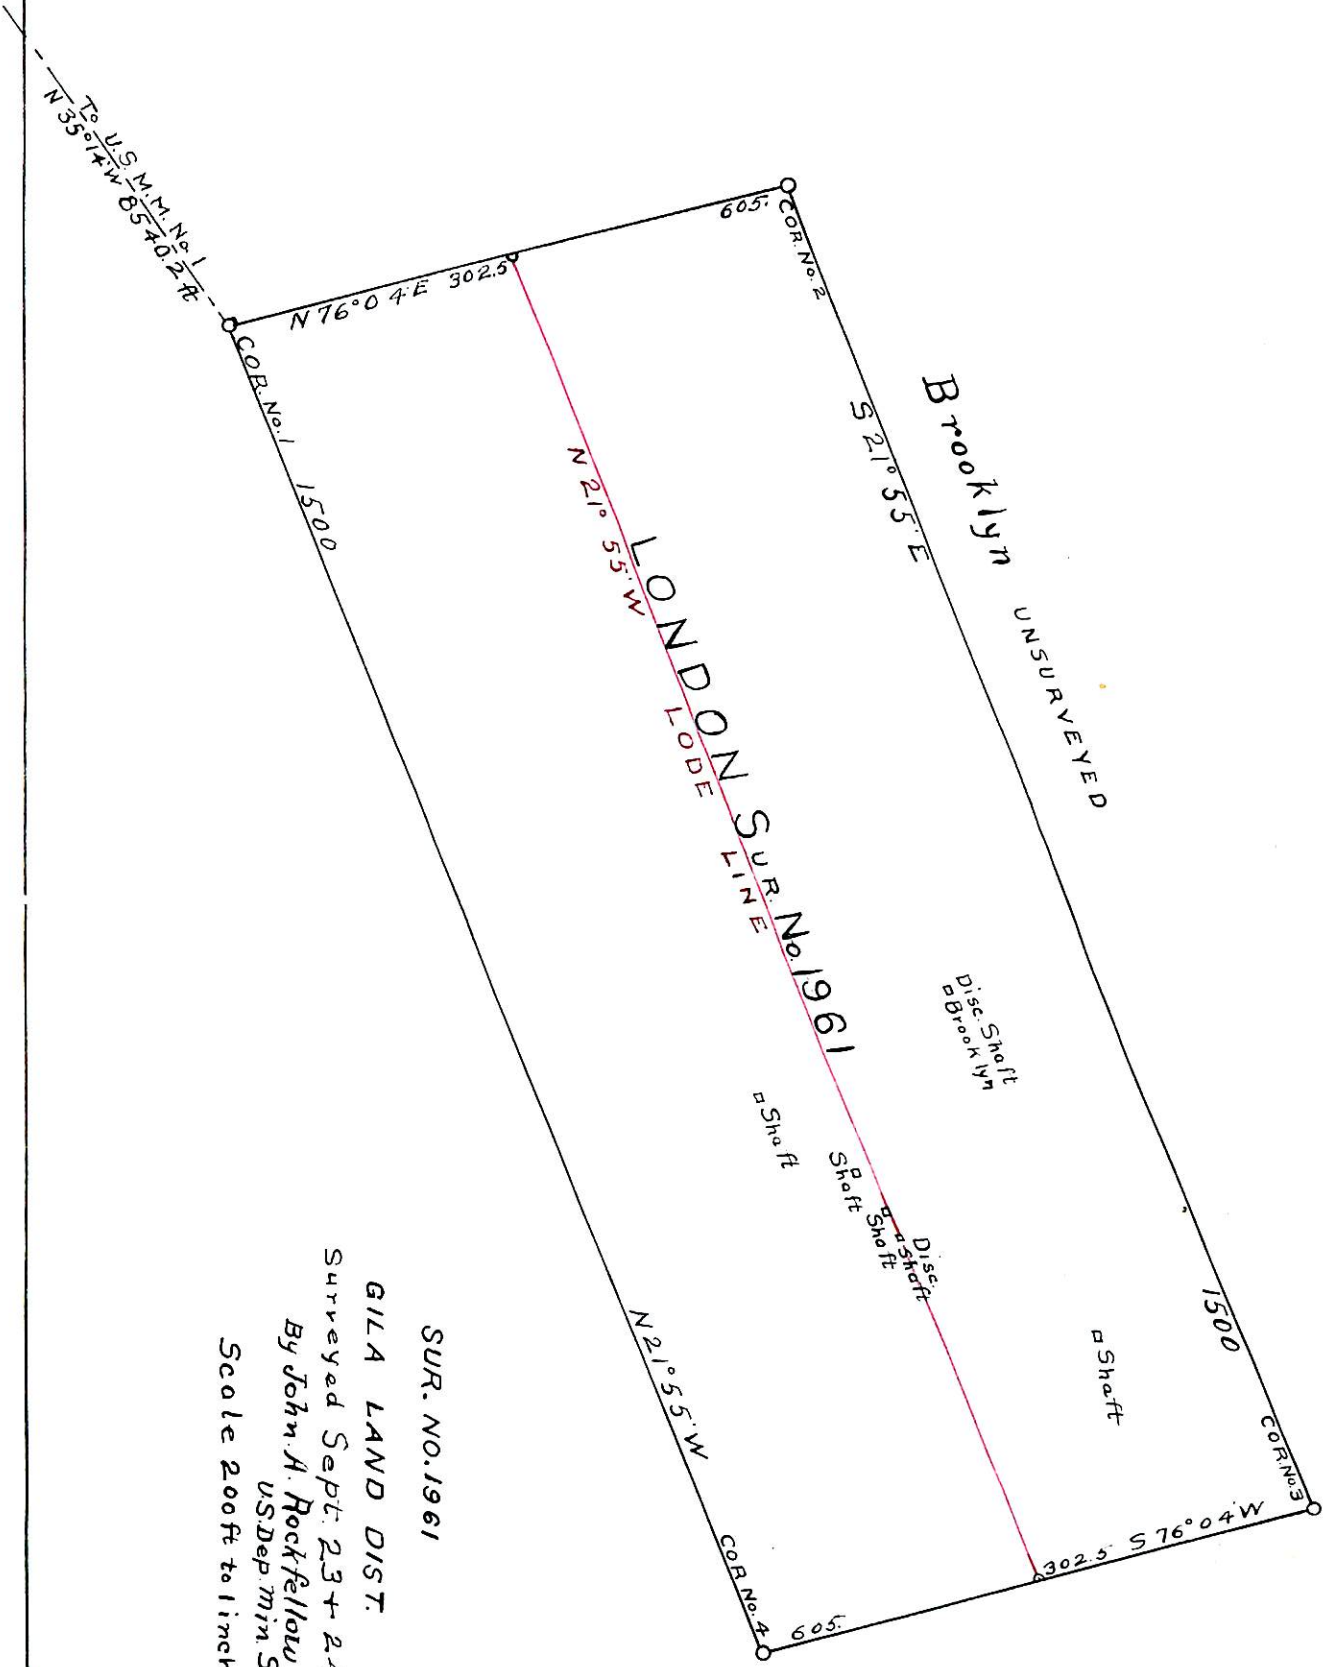 To U.S. M.M. No. 1
N 35° 14' W 8540.2 ft
COR. No. 1
N 76° 04' E 302.5
605.
COR. No. 2
S 21° 55' E
Brooklyn UNSURVEYED
1500
COR. No. 3
S 76° 04' W
302.5
605.
COR. No. 4
N 21° 55' W
1500
N 21° 55' W
LONDON SUR. No. 1961
LODE LINE
Disc. Shaft
Brooklyn
Shaft
Shaft
Shaft
Disc.
Shaft
Shaft
SUR. NO. 1961
GILA LAND DIST.
Surveyed Sept. 23 +
By John. A. Rockfellow
U.S. Dep. Min.
Scale 200 ft to 1 inch